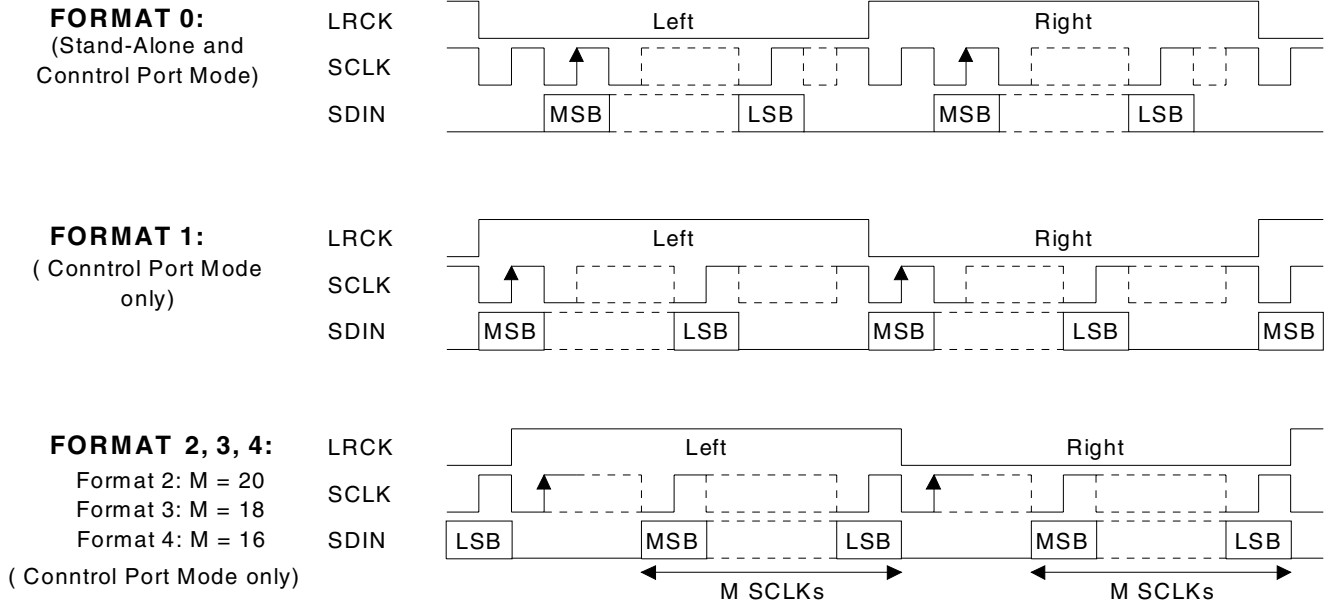 FORMAT 0:
(Stand-Alone and
Conntrol Port Mode)
LRCK
Left
Right
SCLK
SDIN
MSB
LSB
MSB
LSB
FORMAT 1:
( Conntrol Port Mode
only)
LRCK
Left
Right
SCLK
SDIN
MSB
LSB
MSB
LSB
MSB
FORMAT 2, 3, 4:
Format 2: M = 20
Format 3: M = 18
Format 4: M = 16
( Conntrol Port Mode only)
LRCK
Left
Right
SCLK
SDIN
LSB
MSB
LSB
MSB
LSB
M SCLKs
M SCLKs